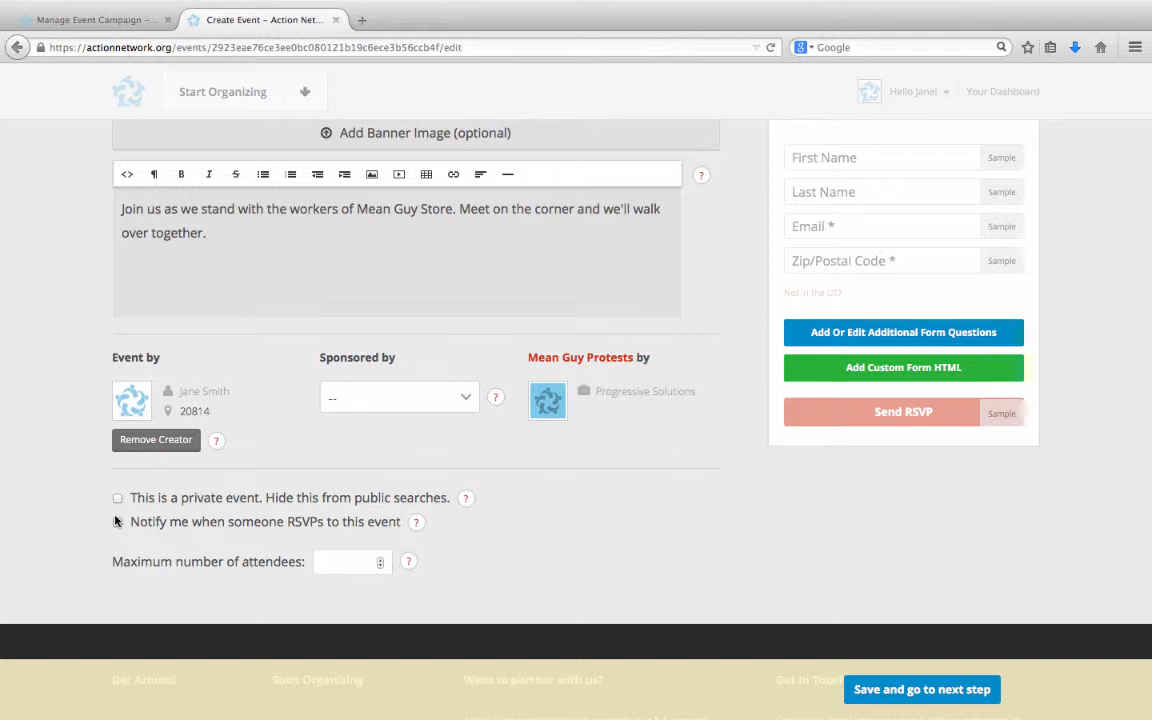 Manage Event Campaign – ...
Create Event – Action Net...
https://actionnetwork.org/events/2923eae76ce3ee0bc080121b19c6ece3b56ccb4f/edit
Google
Start Organizing
Hello Jane!
Your Dashboard
Add Banner Image (optional)
Join us as we stand with the workers of Mean Guy Store. Meet on the corner and we'll walk
over together.
?
First Name
Sample
Last Name
Sample
Email *
Sample
Zip/Postal Code *
Sample
Not in the US?
Add Or Edit Additional Form Questions
Add Custom Form HTML
Send RSVP
Sample
Event by
Jane Smith
20814
Remove Creator
?
Sponsored by
--
?
Mean Guy Protests by
Progressive Solutions
This is a private event. Hide this from public searches.
?
Notify me when someone RSVPs to this event
?
Maximum number of attendees:
?
Get Around
Start Organizing
Want to partner with us?
Get In Touch
Save and go to next step